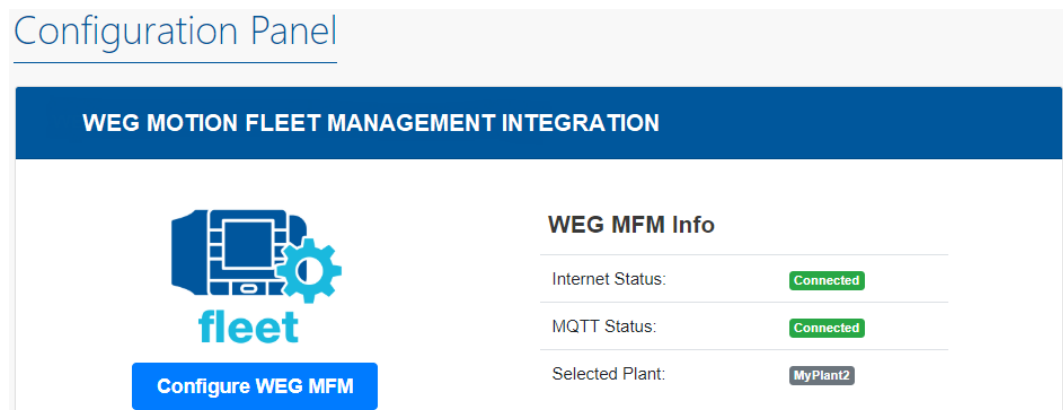 Configuration Panel
WEG MOTION FLEET MANAGEMENT INTEGRATION
fleet
Configure WEG MFM
WEG MFM Info
Internet Status: Connected
MQTT Status: Connected
Selected Plant: MyPlant2